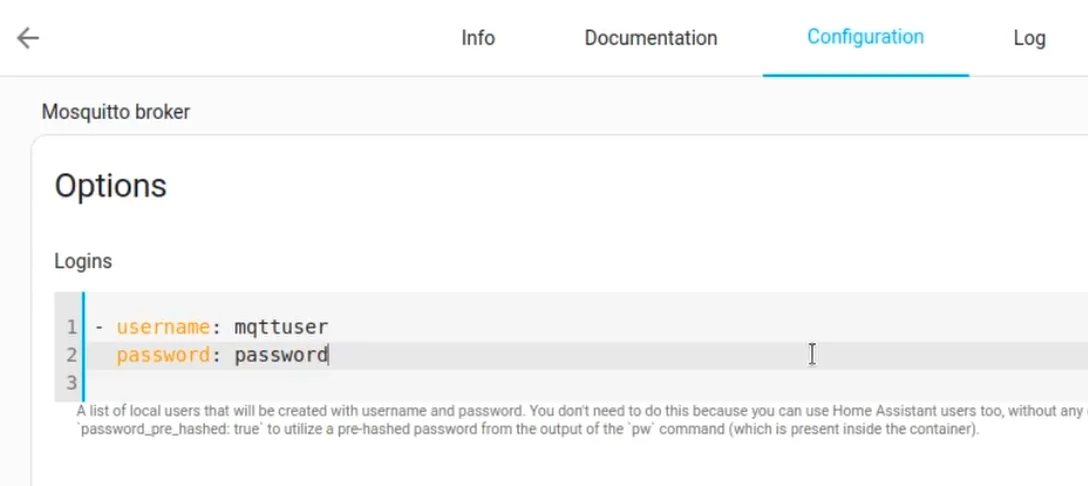 Info Documentation Configuration Log
Mosquitto broker
Options
Logins
1 - username: mqttuser
2 password: password
3
A list of local users that will be created with username and password. You don't need to do this because you can use Home Assistant users too, without any
`password_pre_hashed: true` to utilize a pre-hashed password from the output of the `pw` command (which is present inside the container).